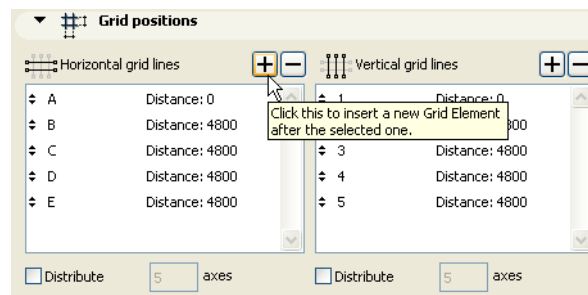 Grid positions
Horizontal grid lines
Vertical grid lines
A Distance: 0
B Distance: 4800
C Distance: 4800
D Distance: 4800
E Distance: 4800
1 Distance: 0
Click this to insert a new Grid Element
after the selected one.
3 Distance: 4800
4 Distance: 4800
5 Distance: 4800
Distribute 5 axes
Distribute 5 axes